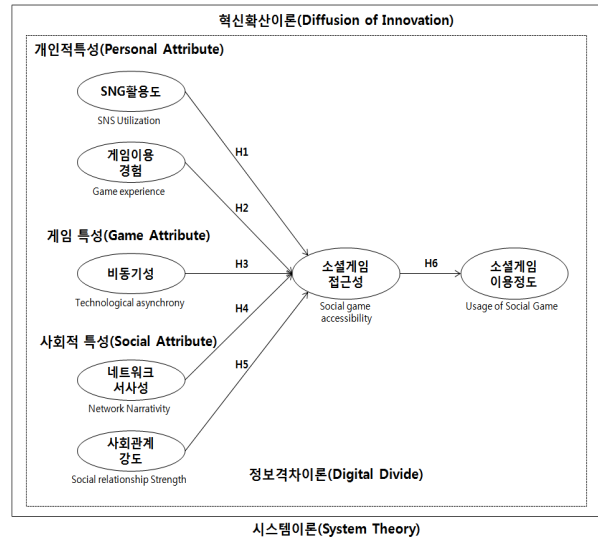 혁신확산이론(Diffusion of Innovation)
개인적특성(Personal Attribute)
SNG활용도
SNS Utilization
H1
게임이용
경험
Game experience
H2
게임 특성(Game Attribute)
비동기성
Technological asynchrony
H3
소셜게임
접근성
Social game
accessibility
H6
소셜게임
이용정도
Usage of Social Game
H4
사회적 특성(Social Attribute)
네트워크
서사성
Network Narrativity
H5
사회관계
강도
Social relationship Strength
정보격차이론(Digital Divide)
시스템이론(System Theory)